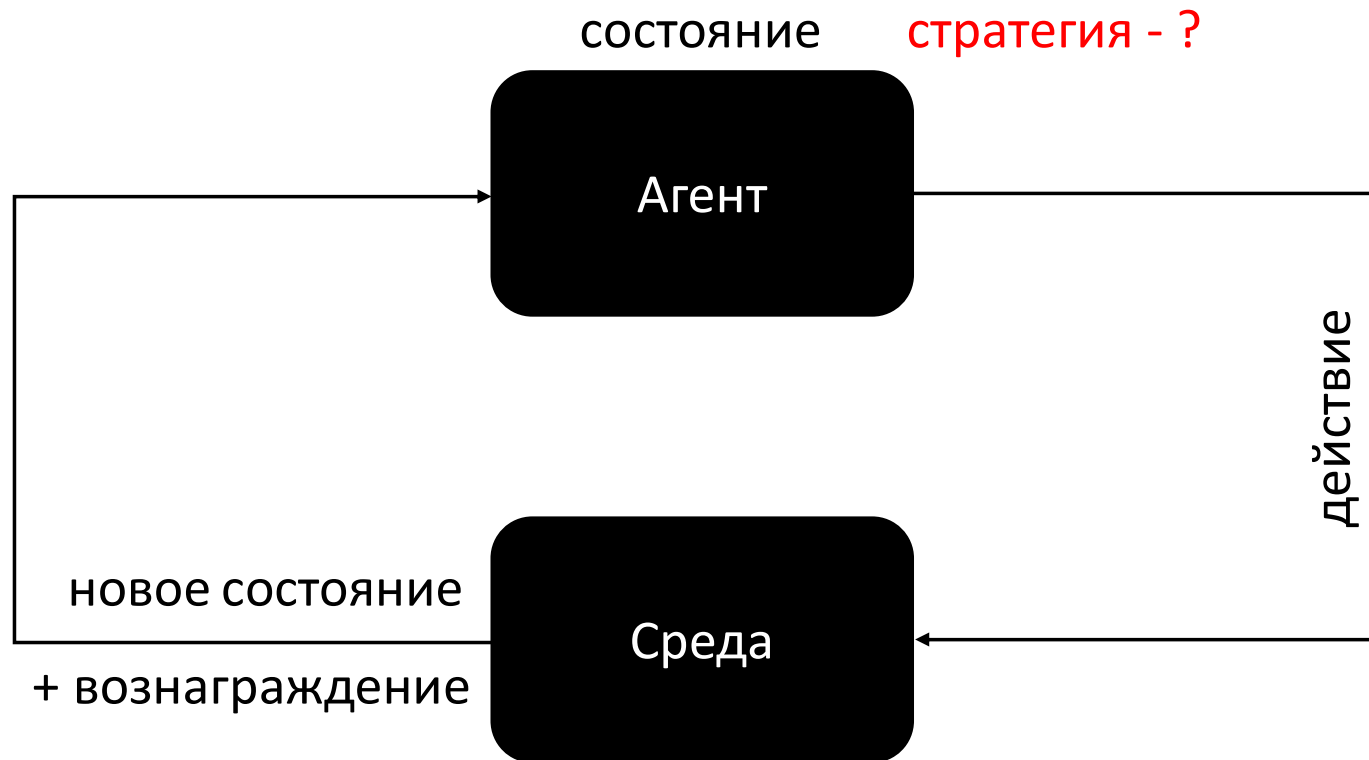 состояние стратегия - ?
Агент
действие
новое состояние
Среда
+ вознаграждение